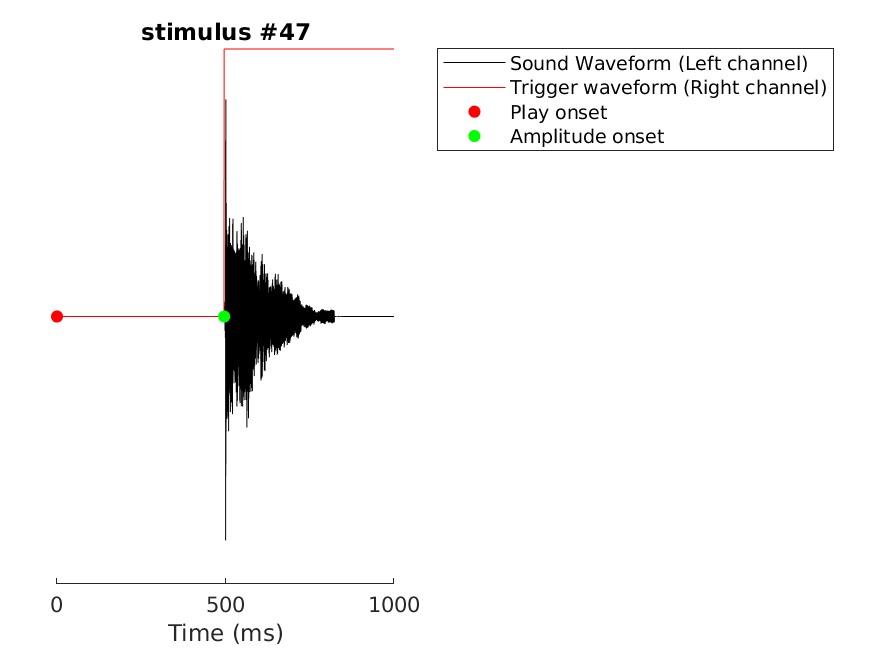 stimulus #47
Sound Waveform (Left channel)
Trigger waveform (Right channel)
Play onset
Amplitude onset
0 500 1000
Time (ms)